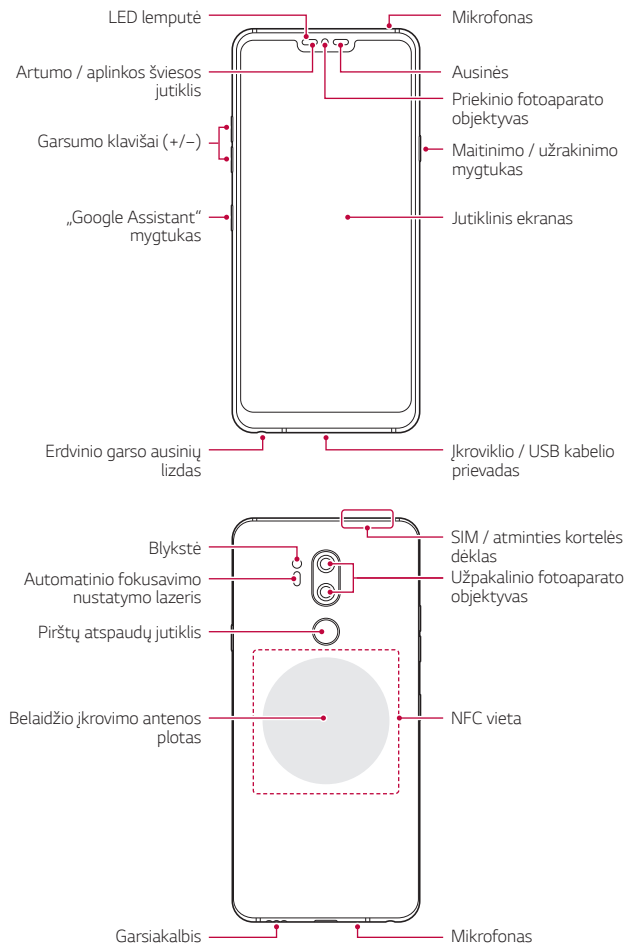 LED lemputė
Mikrofonas
Artumo / aplinkos šviesos
jutiklis
Ausinės
Priekinio fotoaparato
objektyvas
Garsumo klavišai (+/−)
Maitinimo / užrakinimo
mygtukas
„Google Assistant“
mygtukas
Jutiklinis ekranas
Erdvinio garso ausinių
lizdas
Įkroviklio / USB kabelio
prievadas
SIM / atminties kortelės
dėklas
Blykstė
Automatinio fokusavimo
nustatymo lazeris
Užpakalinio fotoaparato
objektyvas
Pirštų atspaudų jutiklis
Belaidžio įkrovimo antenos
plotas
NFC vieta
Garsiakalbis
Mikrofonas